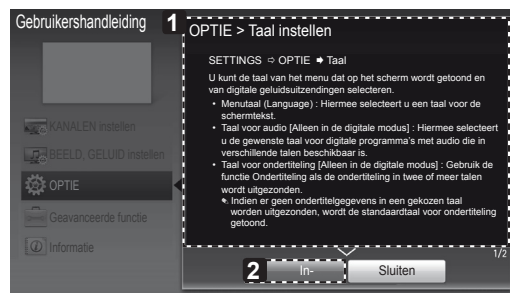 Gebruikershandleiding
1
OPTIE > Taal instellen
SETTINGS ⇨ OPTIE ➡ Taal
U kunt de taal van het menu dat op het scherm wordt getoond en
van digitale geluidsuitzendingen selecteren.
• Menutaal (Language) : Hiermee selecteert u een taal voor de
schermtekst.
• Taal voor audio [Alleen in de digitale modus] : Hiermee selecteert
u de gewenste taal voor digitale programma's met audio die in
verschillende talen beschikbaar is.
• Taal voor ondertiteling [Alleen in de digitale modus] : Gebruik de
functie Ondertiteling als de ondertiteling in twee of meer talen
wordt uitgezonden.
Indien er geen ondertitelgegevens in een gekozen taal
worden uitgezonden, wordt de standaardtaal voor ondertiteling
getoond.
KANALEN instellen
BEELD, GELUID instellen
OPTIE
Geavanceerde functie
Informatie
1/2
2
In-
Sluiten